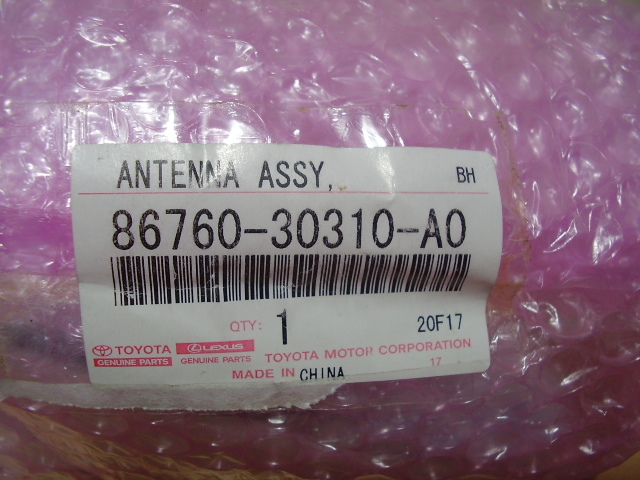 ANTENNA ASSY, BH
86760-30310-A0
QTY: 1 20F17
TOYOTA LEXUS
GENUINE PARTS GENUINE PARTS TOYOTA MOTOR CORPORATION
MADE IN CHINA 17